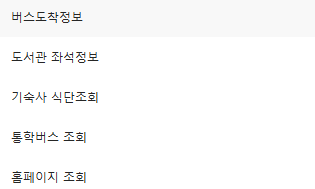 버스도착정보
도서관 좌석정보
기숙사 식단조회
통학버스 조회
홈페이지 조회